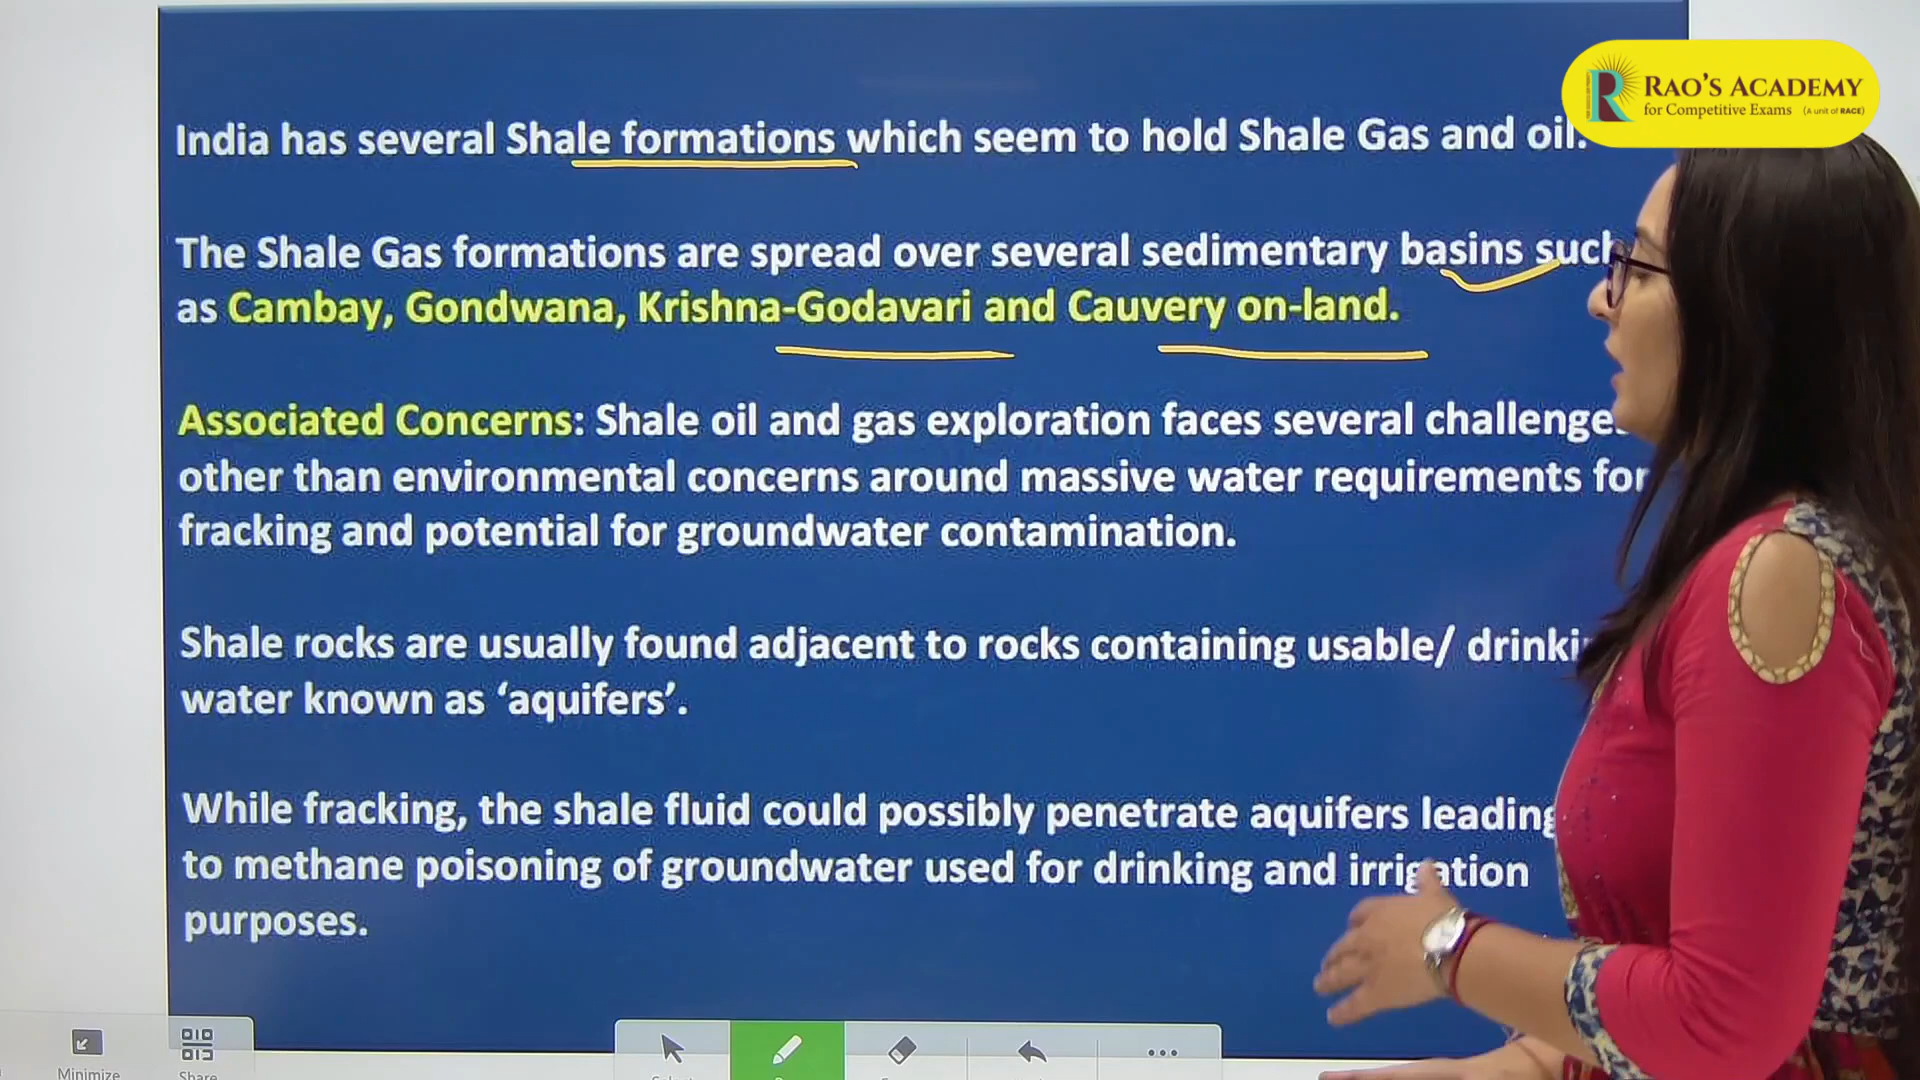 RAO'S ACADEMY
for Competitive Exams (A unit of RACE)
India has several Shale formations which seem to hold Shale Gas and oil.
The Shale Gas formations are spread over several sedimentary basins such
as Cambay, Gondwana, Krishna-Godavari and Cauvery on-land.
Associated Concerns: Shale oil and gas exploration faces several
other than environmental concerns around massive water requirements for
fracking and potential for groundwater contamination.
Shale rocks are usually found adjacent to rocks containing usable/
water known as ‘aquifers’.
While fracking, the shale fluid could possibly penetrate aquifers leading
to methane poisoning of groundwater used for drinking and irrigation
purposes.
Minimize
Share